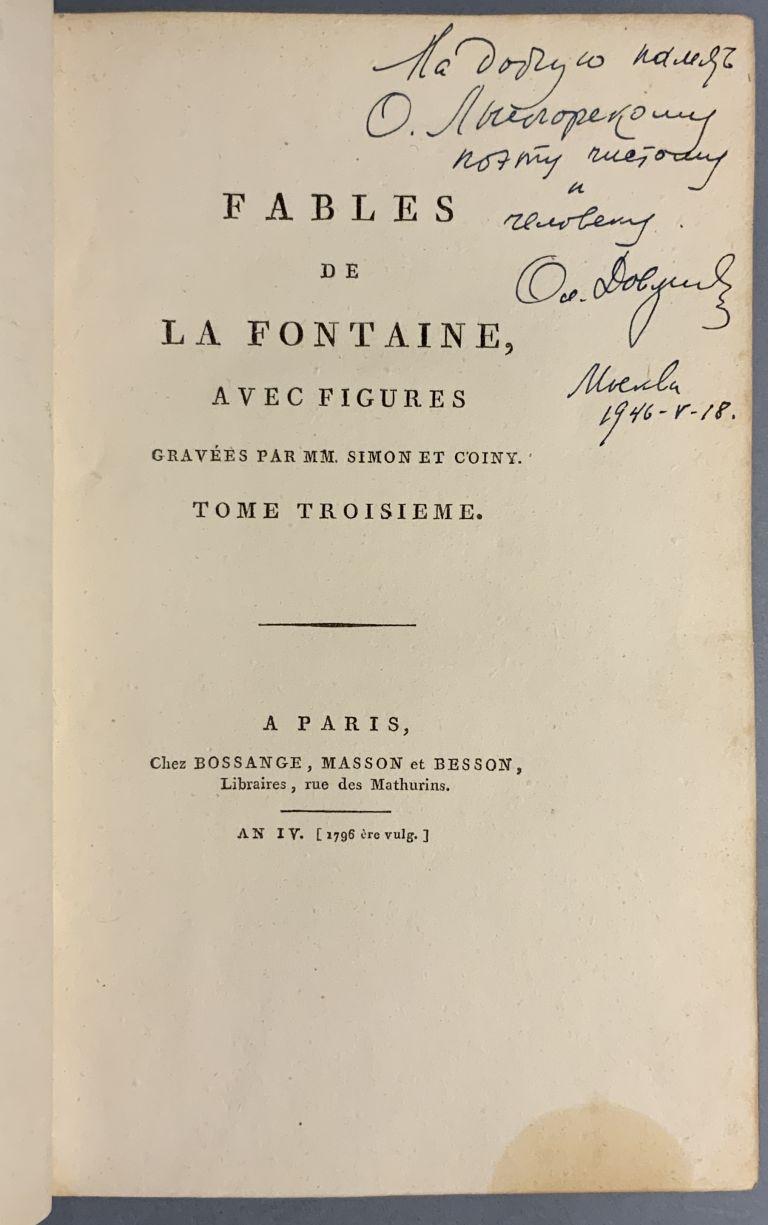 На добрую память
О. Лысогорскому
поэту чистому
и
человеку.
Ол. 
Москва
1946-V-18.
FABLES
DE
LA FONTAINE,
AVEC FIGURES
GRAVÉES PAR MM. SIMON ET COINY.
TOME TROISIEME.
A PARIS,
Chez BOSSANGE, MASSON et BESSON,
Libraires, rue des Mathurins.
AN IV. [ 1796 ère vulg. ]